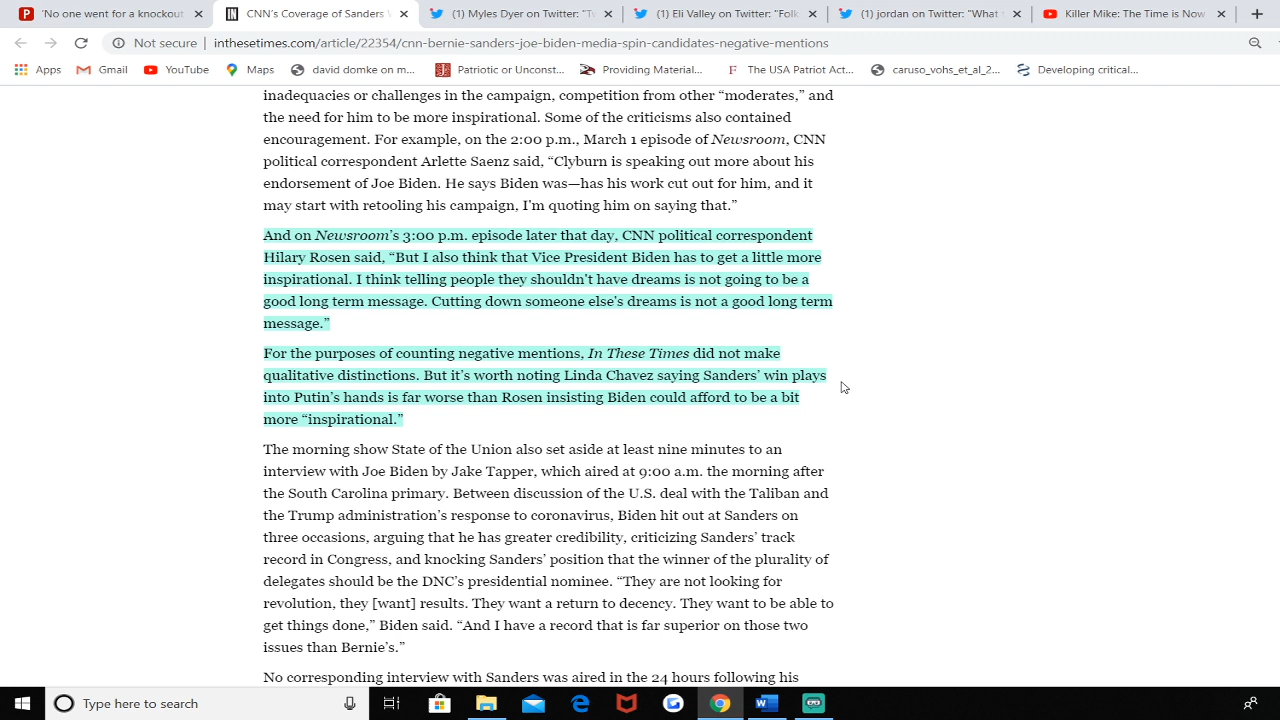 "No one went for a knockout
CNN's Coverage of Sanders
1) Myles Dyer on Twitter: "Tw
(1) Eli Valley on Twitter: "Folk
(1) jordan on Twitter: "What t
Killer Mike: The Time is Now
Not secure
inthesetimes.com/article/22354/cnn-bernie-sanders-joe-biden-media-spin-candidates-negative-mentions
Apps
Gmail
YouTube
Maps
david domke on m...
Patriotic or Unconst...
Providing Material...
The USA Patriot Act...
caruso_vohs_et_al_2...
Developing critical...
inadequacies or challenges in the campaign, competition from other “moderates,” and
the need for him to be more inspirational. Some of the criticisms also contained
encouragement. For example, on the 2:00 p.m., March 1 episode of Newsroom, CNN
political correspondent Arlette Saenz said, “Clyburn is speaking out more about his
endorsement of Joe Biden. He says Biden was—has his work cut out for him, and it
may start with retooling his campaign, I'm quoting him on saying that.”
And on Newsroom’s 3:00 p.m. episode later that day, CNN political correspondent
Hilary Rosen said, “But I also think that Vice President Biden has to get a little more
inspirational. I think telling people they shouldn’t have dreams is not going to be a
good long term message. Cutting down someone else’s dreams is not a good long term
message.”
For the purposes of counting negative mentions, In These Times did not make
qualitative distinctions. But it’s worth noting Linda Chavez saying Sanders’ win plays
into Putin’s hands is far worse than Rosen insisting Biden could afford to be a bit
more “inspirational.”
The morning show State of the Union also set aside at least nine minutes to an
interview with Joe Biden by Jake Tapper, which aired at 9:00 a.m. the morning after
the South Carolina primary. Between discussion of the U.S. deal with the Taliban and
the Trump administration’s response to coronavirus, Biden hit out at Sanders on
three occasions, arguing that he has greater credibility, criticizing Sanders’ track
record in Congress, and knocking Sanders’ position that the winner of the plurality of
delegates should be the DNC’s presidential nominee. “They are not looking for
revolution, they [want] results. They want a return to decency. They want to be able to
get things done,” Biden said. “And I have a record that is far superior on those two
issues than Bernie’s.”
No corresponding interview with Sanders was aired in the 24 hours following his
Type here to search